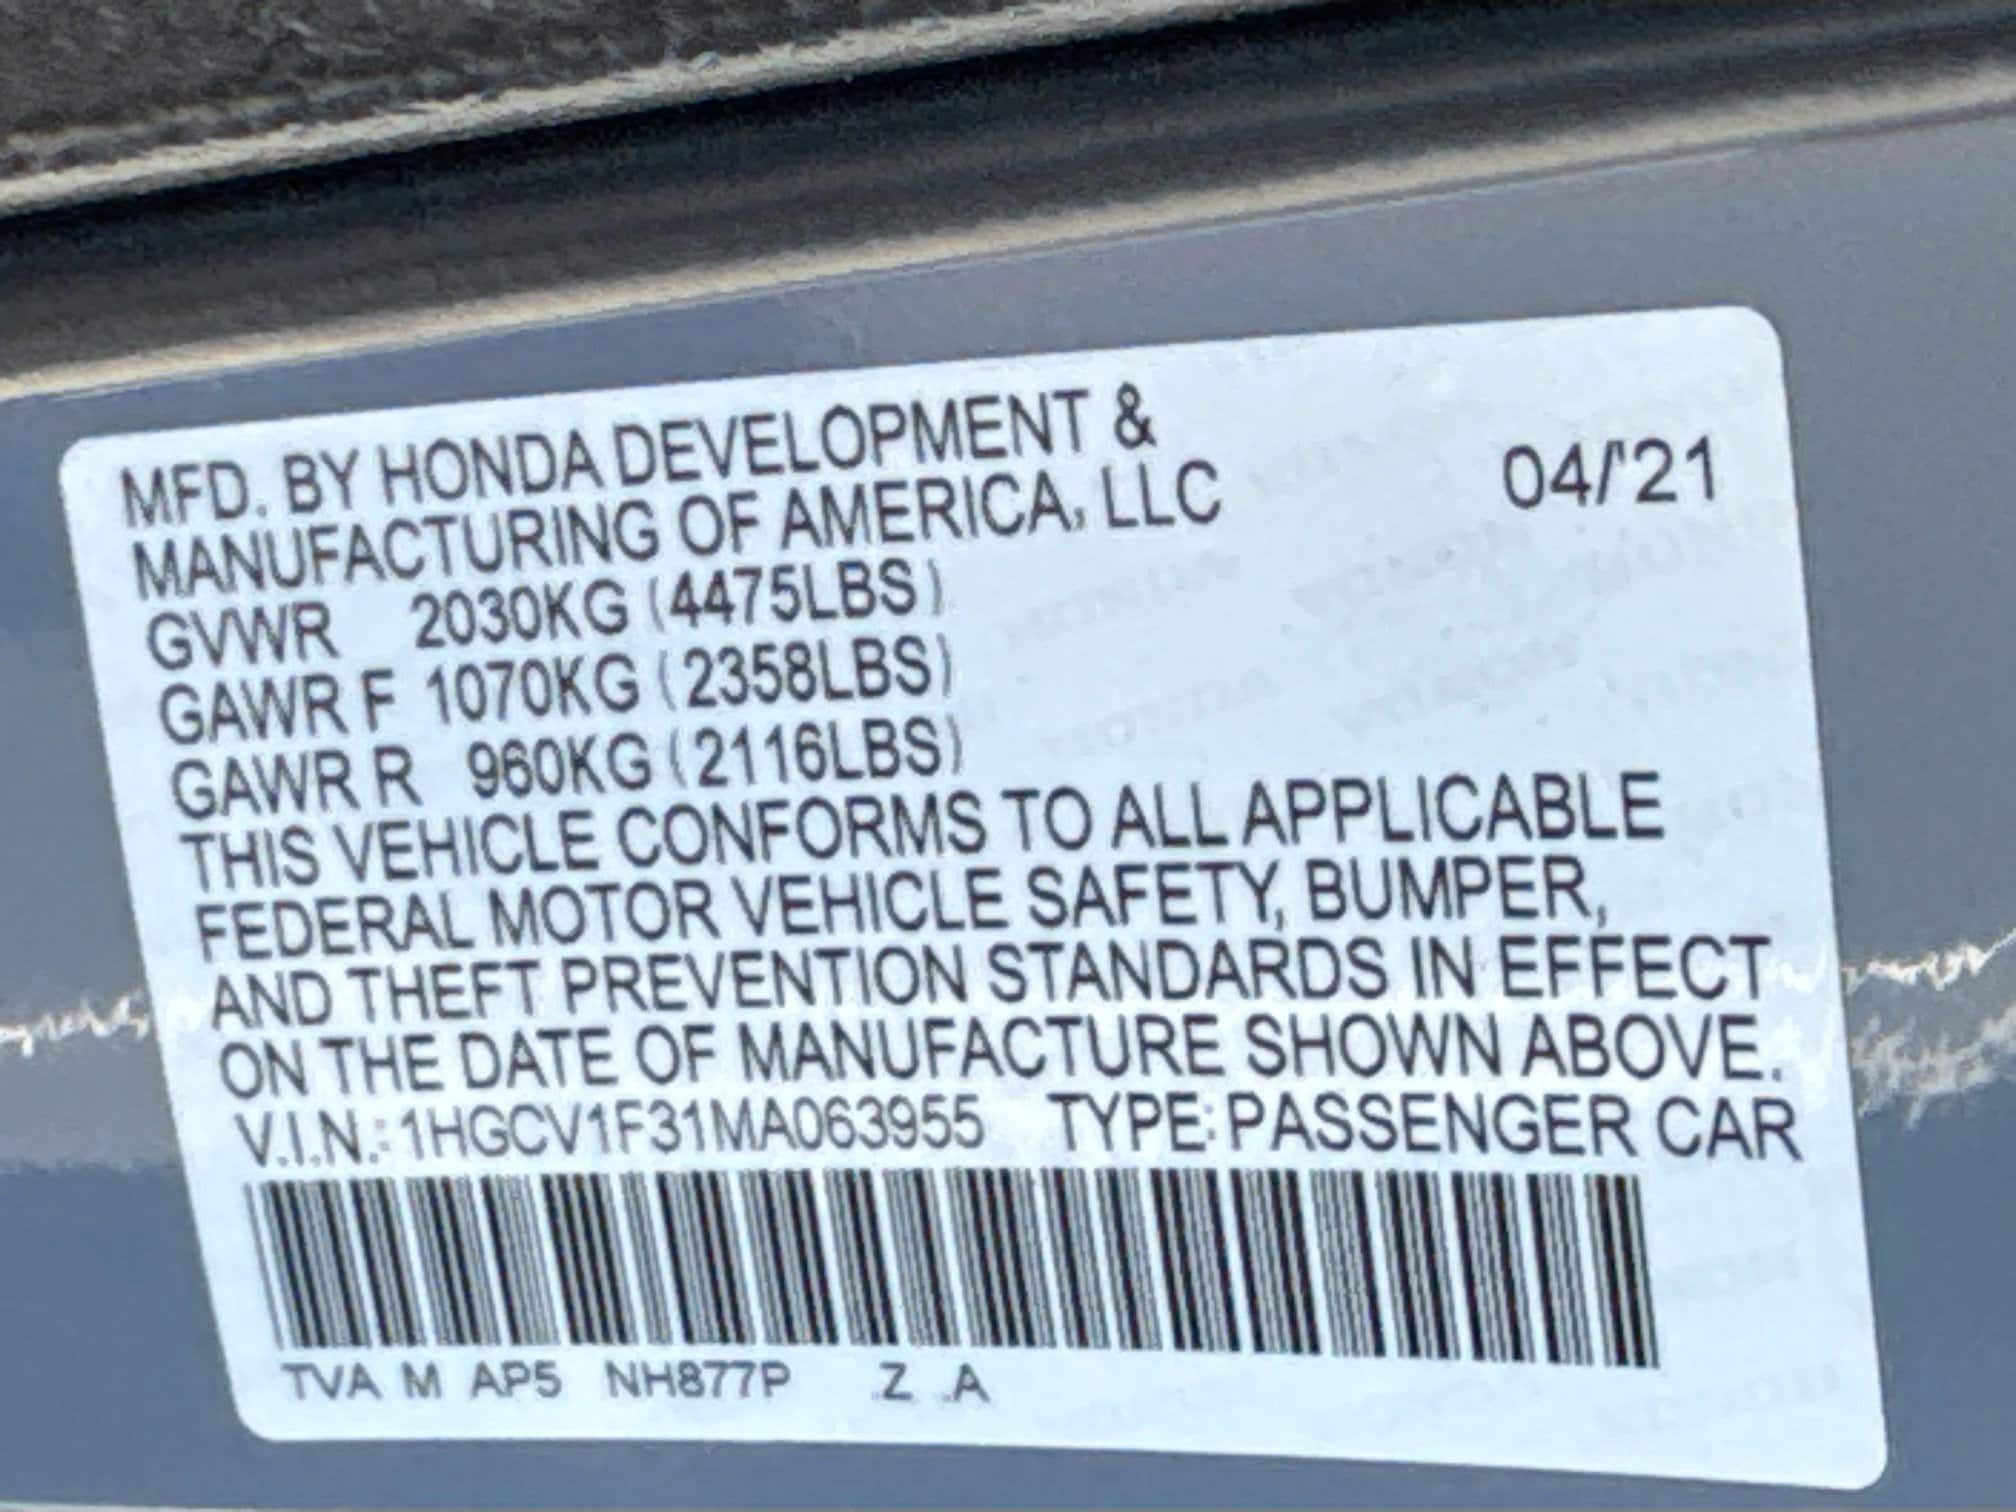 MFD. BY HONDA DEVELOPMENT &
MANUFACTURING OF AMERICA, LLC 04/'21
GVWR 2030KG (4475LBS)
GAWR F 1070KG (2358LBS)
GAWR R 960KG (2116LBS)
THIS VEHICLE CONFORMS TO ALL APPLICABLE
FEDERAL MOTOR VEHICLE SAFETY, BUMPER,
AND THEFT PREVENTION STANDARDS IN EFFECT
ON THE DATE OF MANUFACTURE SHOWN ABOVE.
V.I.N.: 1HGCV1F31MA063955 TYPE: PASSENGER CAR
TVA M AP5 NH877P Z A